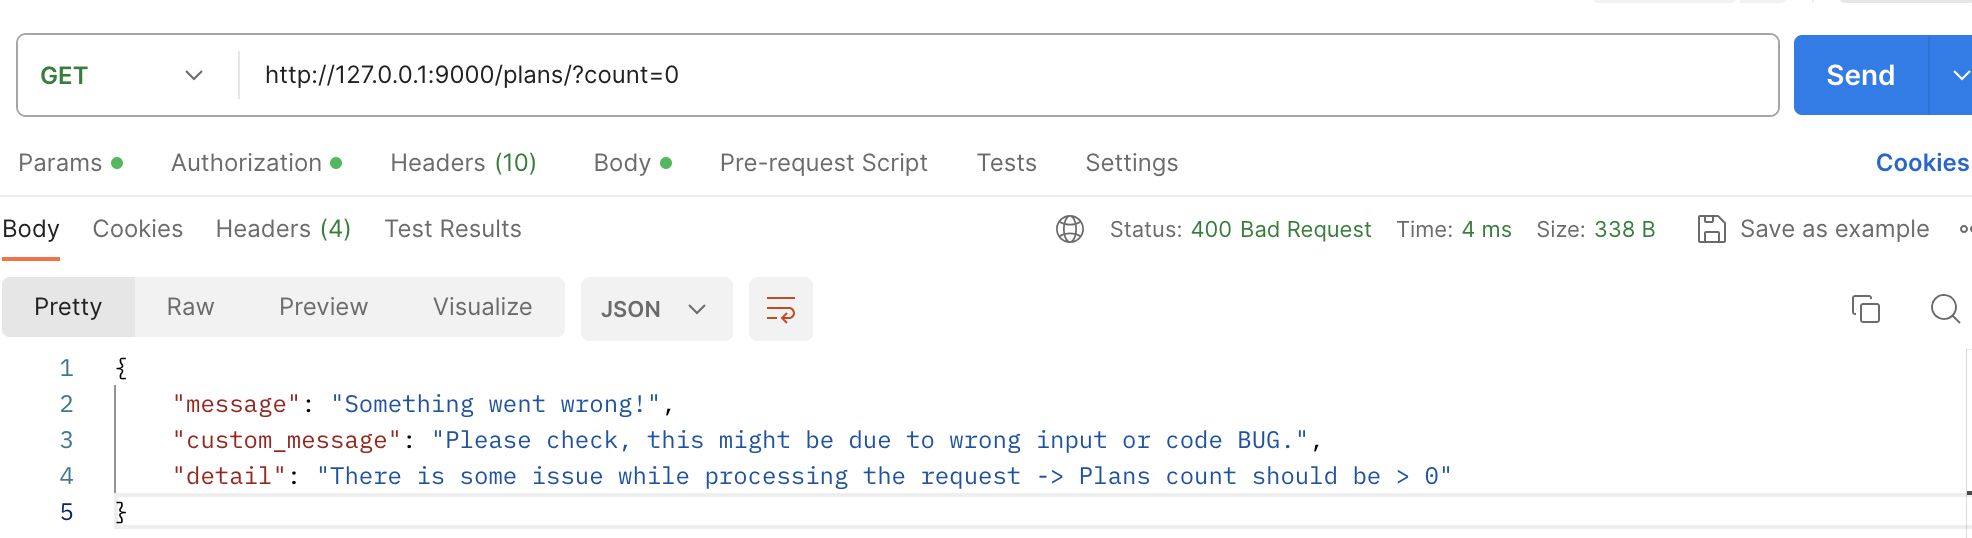 GET http://127.0.0.1:9000/plans/?count=0 Send
Params Authorization Headers (10) Body Pre-request Script Tests Settings Cookies
Body Cookies Headers (4) Test Results Status: 400 Bad Request Time: 4 ms Size: 338 B Save as example
Pretty Raw Preview Visualize JSON
1 {
2 "message": "Something went wrong!",
3 "custom_message": "Please check, this might be due to wrong input or code BUG.",
4 "detail": "There is some issue while processing the request -> Plans count should be > 0"
5 }